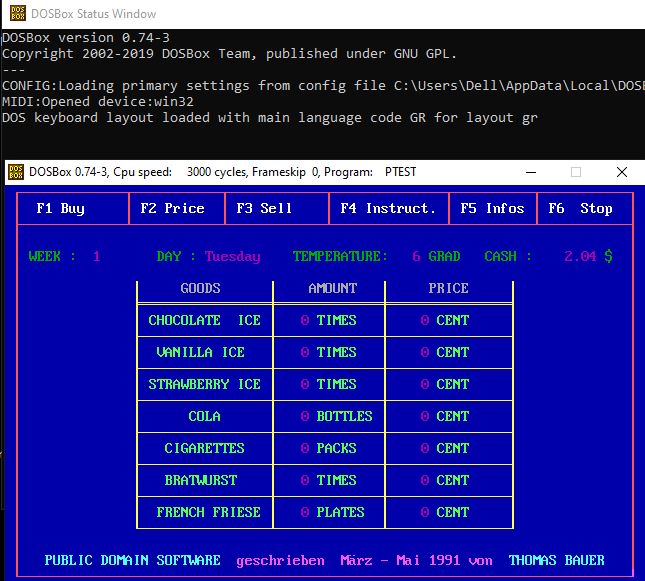 DOSBox Status Window
DOSBox version 0.74-3
Copyright 2002-2019 DOSBox Team, published under GNU GPL.
---
CONFIG:Loading primary settings from config file C:\Users\Dell\AppData\Local\DOSB
MIDI:Opened device:win32
DOS keyboard layout loaded with main language code GR for layout gr
DOSBox 0.74-3, Cpu speed: 3000 cycles, Frameskip 0, Program: PTEST
F1 Buy F2 Price F3 Sell F4 Instruct. F5 Infos F6 Stop
WEEK : 1 DAY : Tuesday TEMPERATURE: 6 GRAD CASH : 2.04 $
GOODS AMOUNT PRICE
CHOCOLATE ICE 0 TIMES 0 CENT
VANILLA ICE 0 TIMES 0 CENT
STRAWBERRY ICE 0 TIMES 0 CENT
COLA 0 BOTTLES 0 CENT
CIGARETTES 0 PACKS 0 CENT
BRATWURST 0 TIMES 0 CENT
FRENCH FRIESE 0 PLATES 0 CENT
PUBLIC DOMAIN SOFTWARE geschrieben März - Mai 1991 von THOMAS BAUER